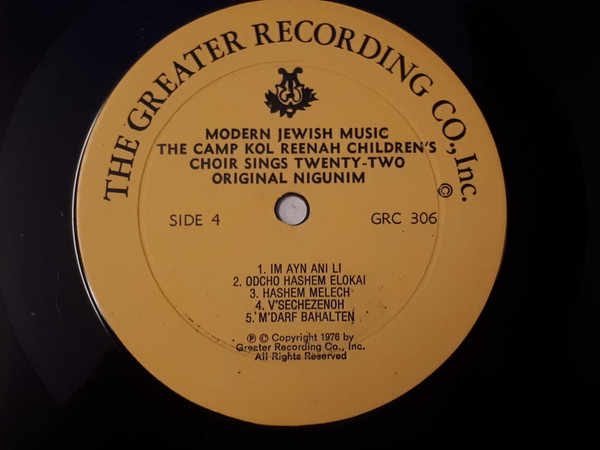 THE GREATER RECORDING CO., Inc.
©
MODERN JEWISH MUSIC
THE CAMP KOL REENAH CHILDREN'S
CHOIR SINGS TWENTY-TWO
ORIGINAL NIGUNIM
SIDE 4
GRC 306
1. IM AYN ANI LI
2. ODCHO HASHEM ELOKAI
3. HASHEM MELECH
4. V'SECHEZENOH
5. M'DARF BAHALTEN
℗ © Copyright 1976 by
Greater Recording Co., Inc.
All Rights Reserved